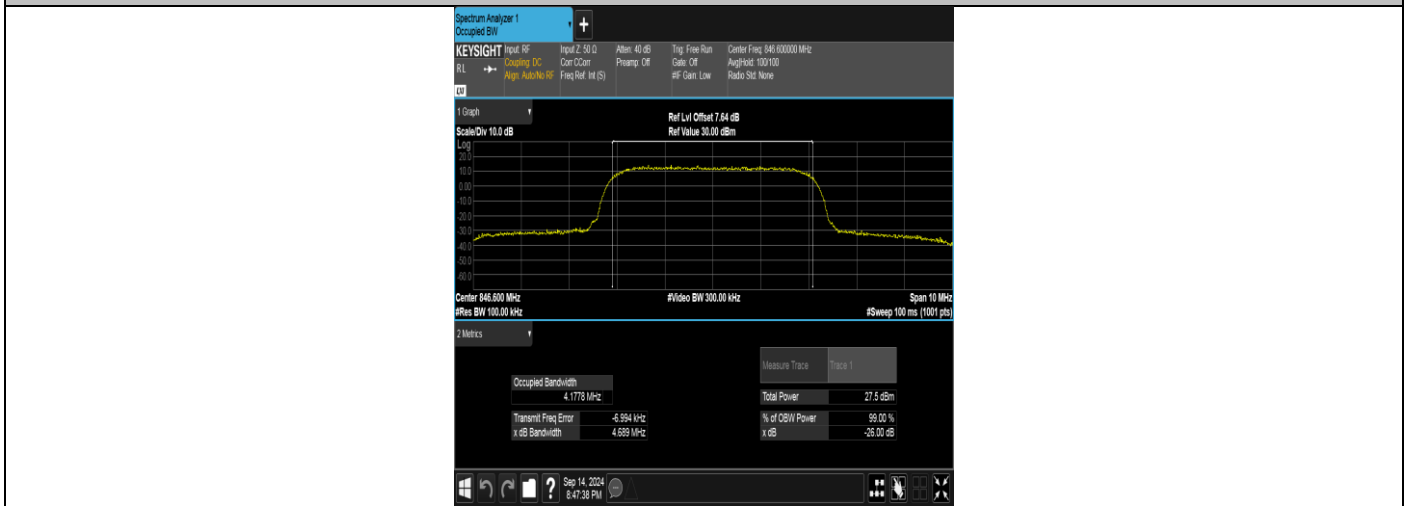 Spectrum Analyzer 1
Occupied BW
KEYSIGHT Input: RF Input Z: 50 Ω Atten: 40 dB Trig: Free Run Center Freq: 846.600000 MHz
Coupling: DC Corr CCorr Preamp: Off Gate: Off Avg|Hold: 100/100
RL Align: Auto/No RF Freq Ref: Int (S) #IF Gain: Low Radio Std: None
1 Graph
Ref Lvl Offset 7.64 dB
Scale/Div 10.0 dB Ref Value 30.00 dBm
Log
20.0
10.0
0.00
-10.0
-20.0
-30.0
-40.0
-50.0
-60.0
Center 846.600 MHz #Video BW 300.00 kHz Span 10 MHz
#Res BW 100.00 kHz #Sweep 100 ms (1001 pts)
2 Metrics
Measure Trace Trace 1
Occupied Bandwidth
4.1778 MHz Total Power 27.5 dBm
Transmit Freq Error -6.994 kHz % of OBW Power 99.00 %
x dB Bandwidth 4.689 MHz x dB -26.00 dB
Sep 14, 2024
8:47:38 PM